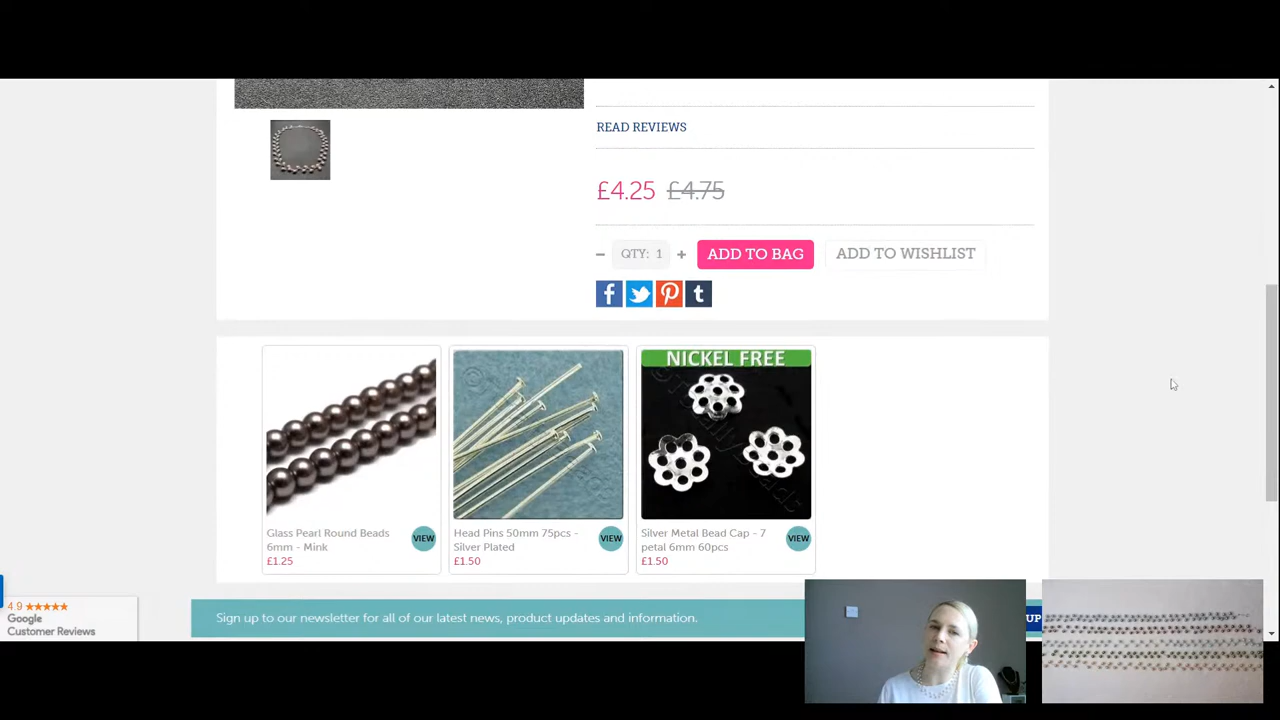 READ REVIEWS
£4.25 £4.75
− QTY: 1 + ADD TO BAG ADD TO WISHLIST
f t
NICKEL FREE
Glass Pearl Round Beads
6mm - Mink
£1.25
VIEW
Head Pins 50mm 75pcs -
Silver Plated
£1.50
VIEW
Silver Metal Bead Cap - 7
petal 6mm 60pcs
£1.50
VIEW
4.9 ★★★★★
Google
Customer Reviews
Sign up to our newsletter for all of our latest news, product updates and information.
UP